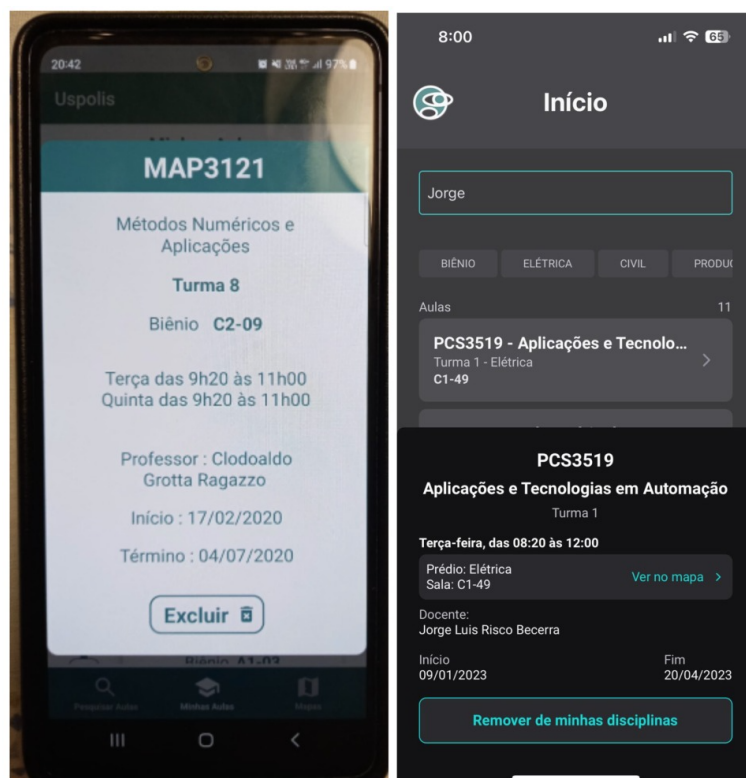 20:42
97%
Uspolis
MAP3121
Métodos Numéricos e
Aplicações
Turma 8
Biênio C2-09
Terça das 9h20 às 11h00
Quinta das 9h20 às 11h00
Professor : Clodoaldo
Grotta Ragazzo
Início : 17/02/2020
Término : 04/07/2020
Excluir
Biênio A1-03
Pesquisar Aulas
Minhas Aulas
Mapas
8:00
65
Início
Jorge
BIÊNIO
ELÉTRICA
CIVIL
PRODUÇ
Aulas
11
PCS3519 - Aplicações e Tecnolo...
Turma 1 - Elétrica
C1-49
PCS3519
Aplicações e Tecnologias em Automação
Turma 1
Terça-feira, das 08:20 às 12:00
Prédio: Elétrica
Sala: C1-49
Ver no mapa
Docente:
Jorge Luis Risco Becerra
Início
Fim
09/01/2023
20/04/2023
Remover de minhas disciplinas